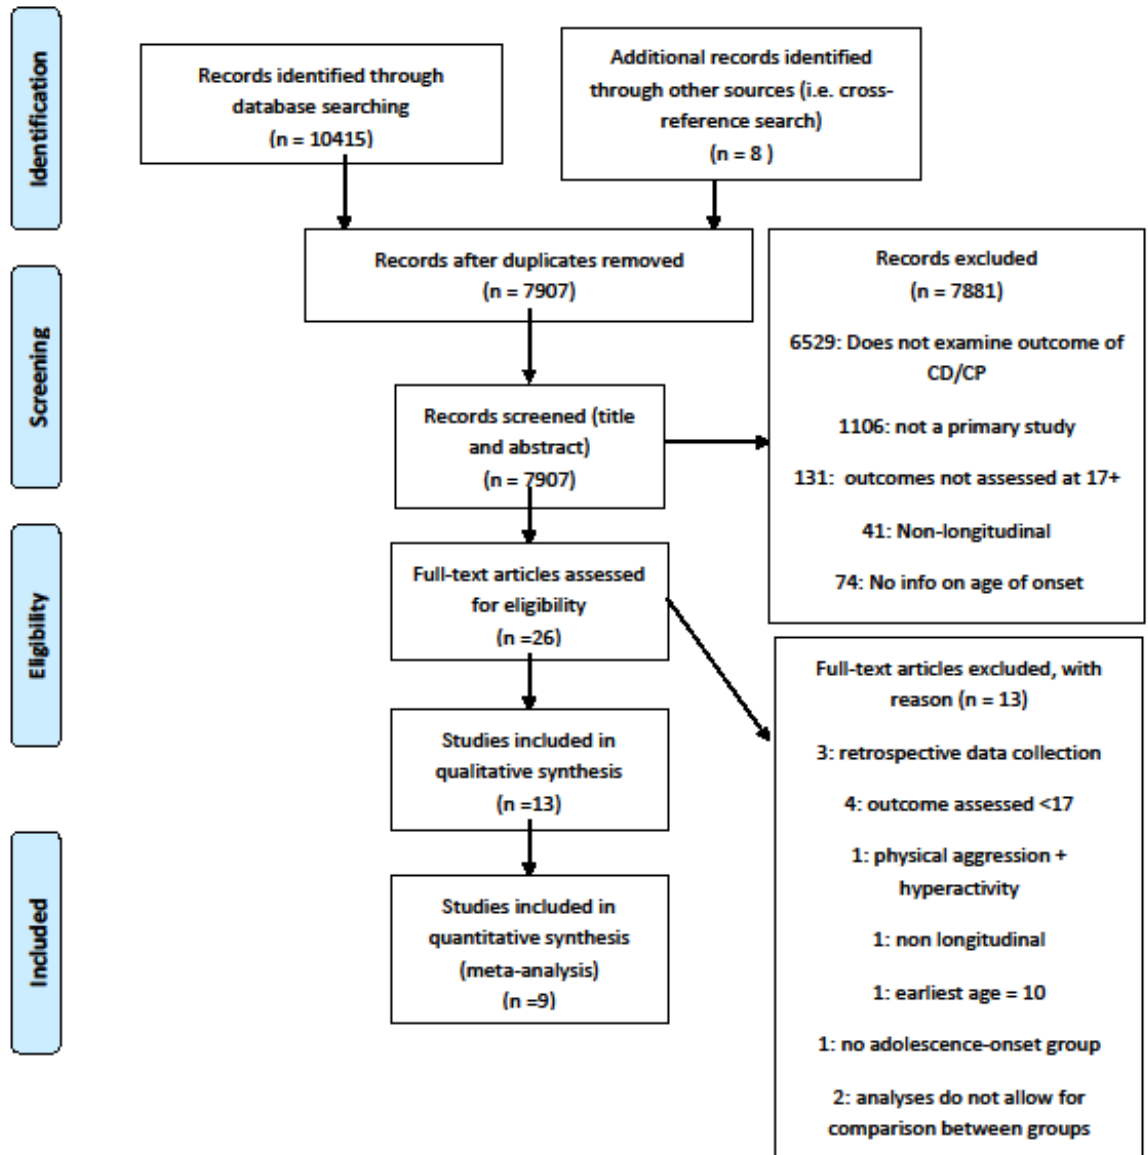 Identification
Records identified through
database searching
(n = 10415)
Additional records identified
through other sources (i.e. cross-
reference search)
(n = 8 )
Screening
Records after duplicates removed
(n = 7907)
Records screened (title
and abstract)
(n = 7907)
Records excluded
(n = 7881)
6529: Does not examine outcome of
CD/CP
1106: not a primary study
131:  outcomes not assessed at 17+
41: Non-longitudinal
74: No info on age of onset
Eligibility
Full-text articles assessed
for eligibility
(n =26)
Full-text articles excluded, with
reason (n = 13)
3: retrospective data collection
4: outcome assessed <17
1: physical aggression +
hyperactivity
1: non longitudinal
1: earliest age = 10
1: no adolescence-onset group
2: analyses do not allow for
comparison between groups
Studies included in
qualitative synthesis
(n =13)
Included
Studies included in
quantitative synthesis
(meta-analysis)
(n =9)